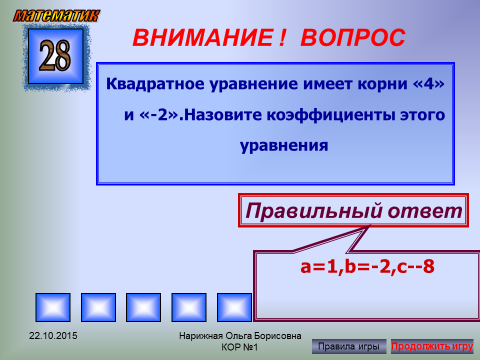 МАТЕМАТИК
28
ВНИМАНИЕ ! ВОПРОС
Квадратное уравнение имеет корни «4»
и «-2».Назовите коэффициенты этого
уравнения
Правильный ответ
a=1,b=-2,c--8
22.10.2015
Нарижная Ольга Борисовна
КОР №1
Правила игры
Продолжить игру